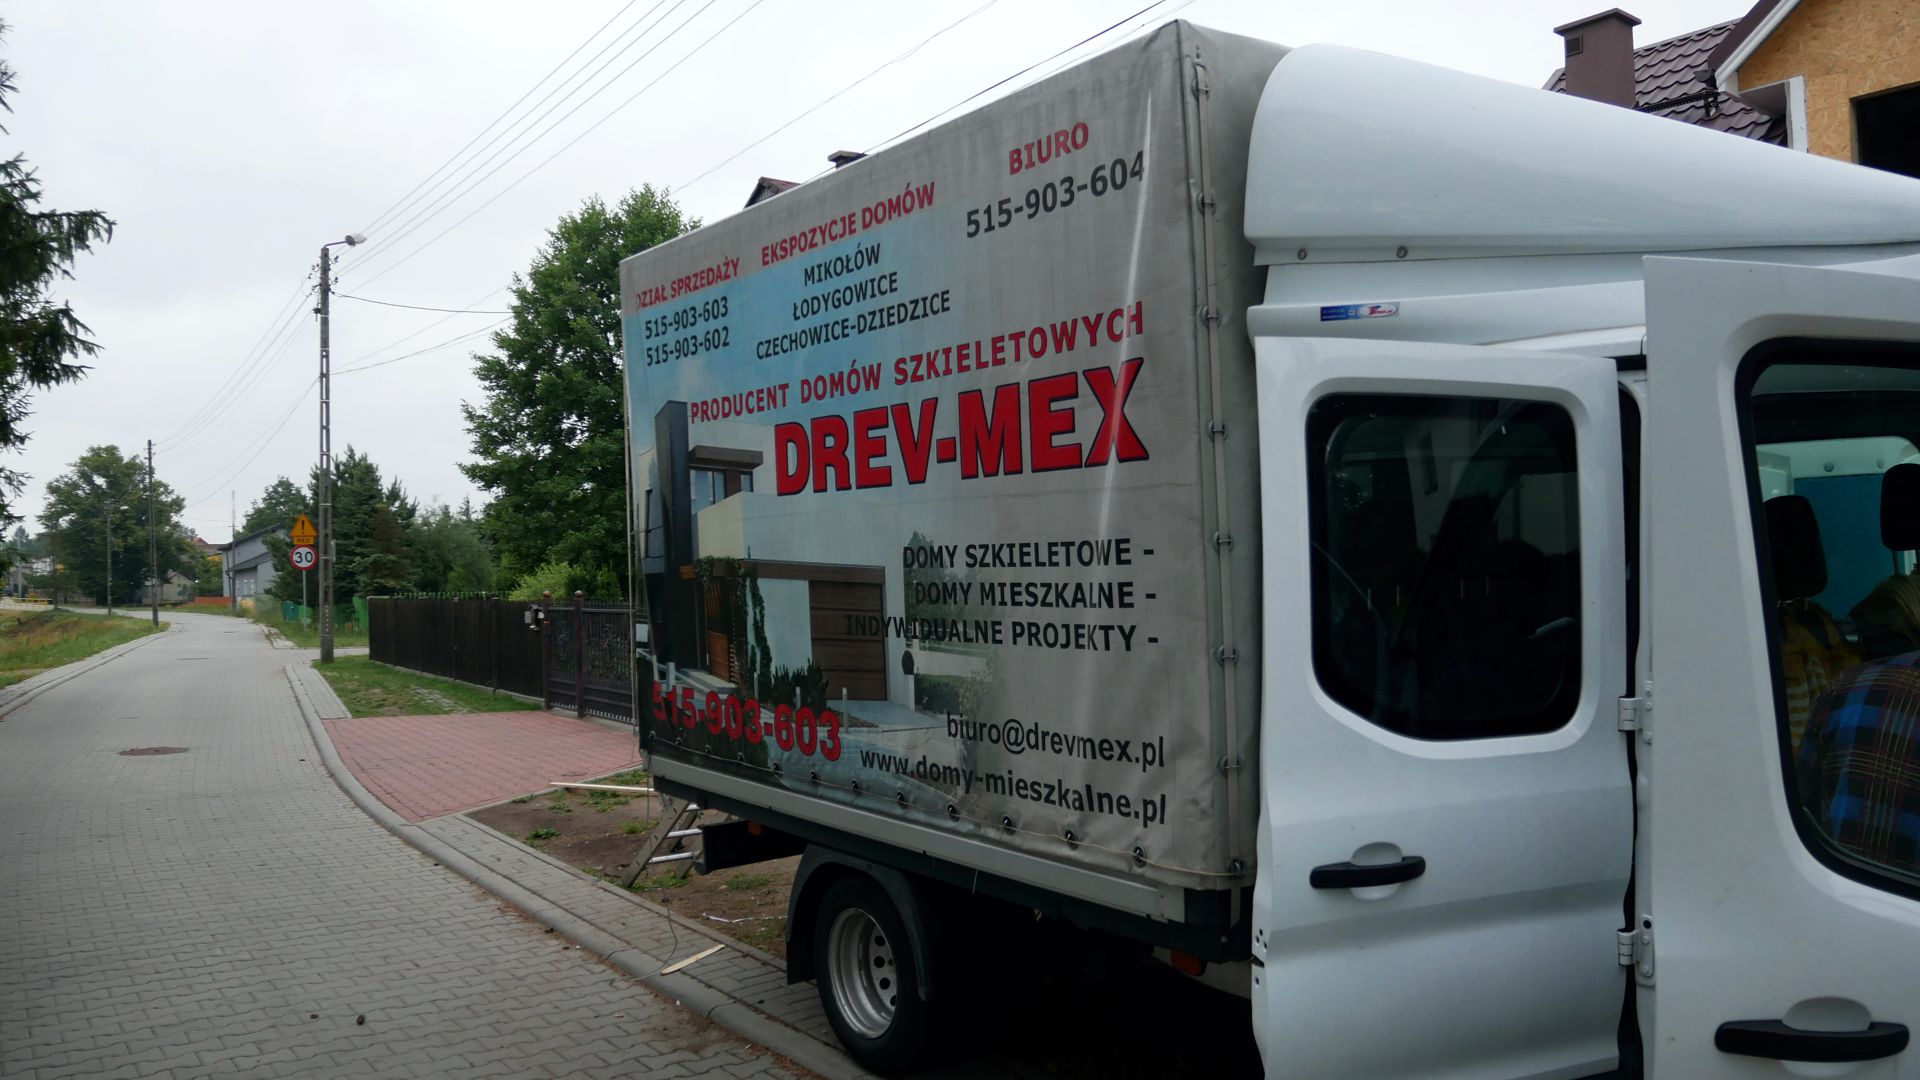 BIURO
515-903-604
EKSPOZYCJE DOMÓW
MIKOŁÓW
ŁODYGOWICE
CZECHOWICE-DZIEDZICE
DZIAŁ SPRZEDAŻY
515-903-603
515-903-602
PRODUCENT DOMÓW SZKIELETOWYCH
DREV-MEX
DOMY SZKIELETOWE -
DOMY MIESZKALNE -
INDYWIDUALNE PROJEKTY -
515-903-603
biuro@drevmex.pl
www.domy-mieszkalne.pl
PIESI
30